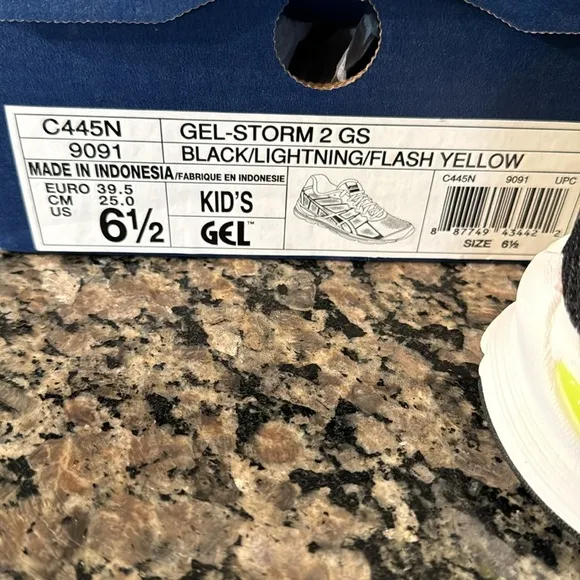 C445N GEL-STORM 2 GS
9091 BLACK/LIGHTNING/FLASH YELLOW
MADE IN INDONESIA/FABRIQUE EN INDONESIE
EURO 39.5
CM 25.0
US 6½
KID'S
GEL™
C445N 9091 UPC
8 87749 43442 2
SIZE 6½